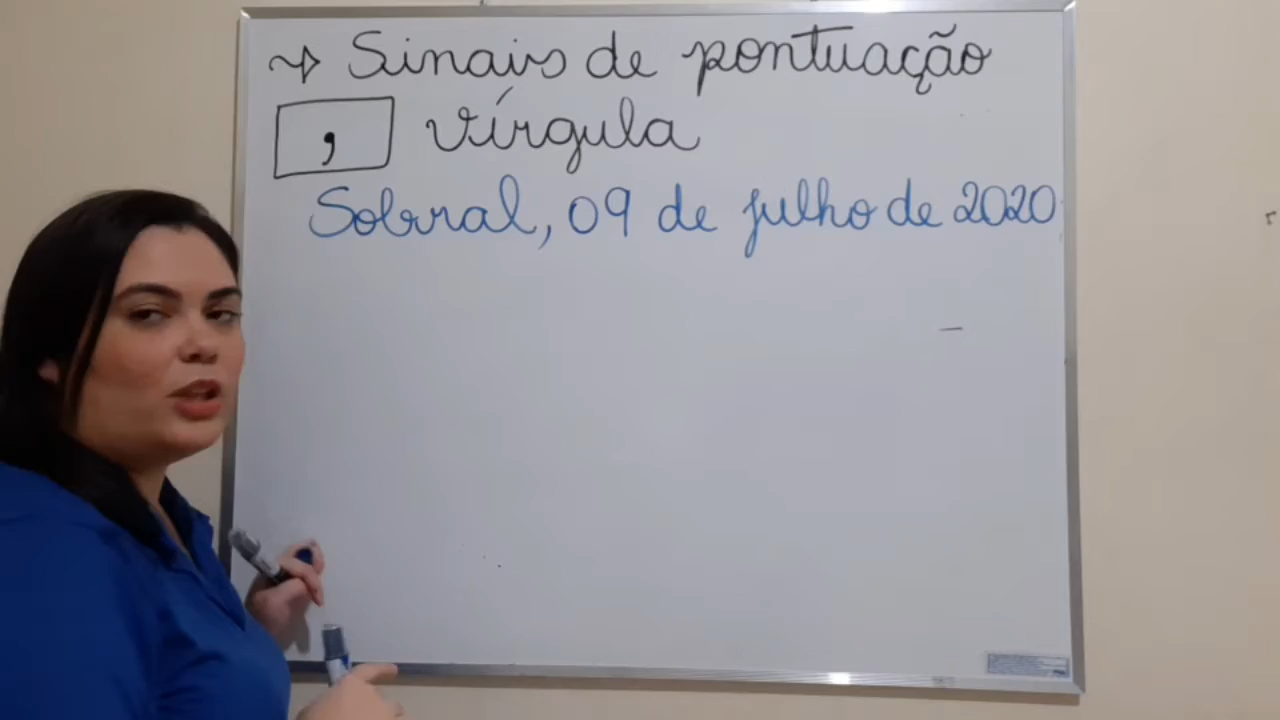 ⤳ Sinais de pontuação
, vírgula
Sobral, 09 de julho de 2020